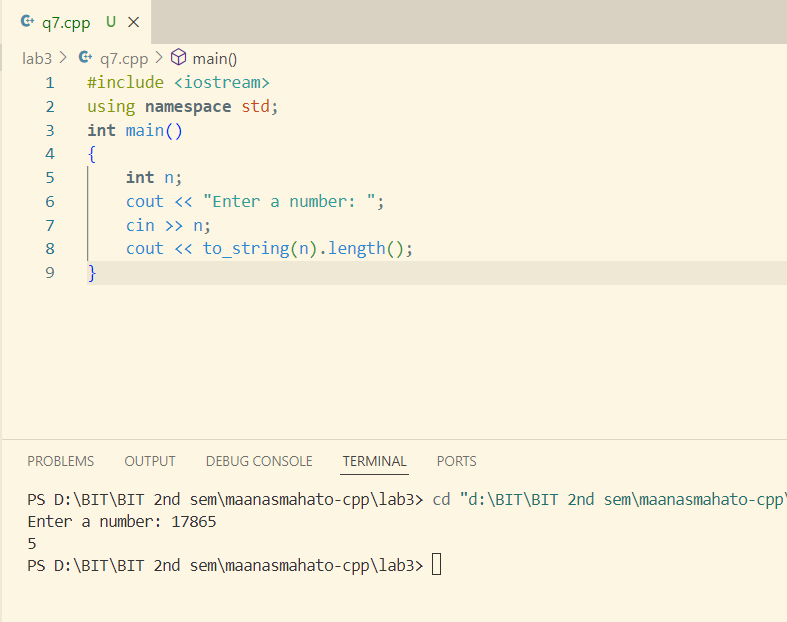 q7.cpp U
lab3 > q7.cpp > main()
1 #include <iostream>
2 using namespace std;
3 int main()
4 {
5     int n;
6     cout << "Enter a number: ";
7     cin >> n;
8     cout << to_string(n).length();
9 }
PROBLEMS OUTPUT DEBUG CONSOLE TERMINAL PORTS
PS D:\BIT\BIT 2nd sem\maanasmahato-cpp\lab3> cd "d:\BIT\BIT 2nd sem\maanasmahato-cpp\
Enter a number: 17865
5
PS D:\BIT\BIT 2nd sem\maanasmahato-cpp\lab3>